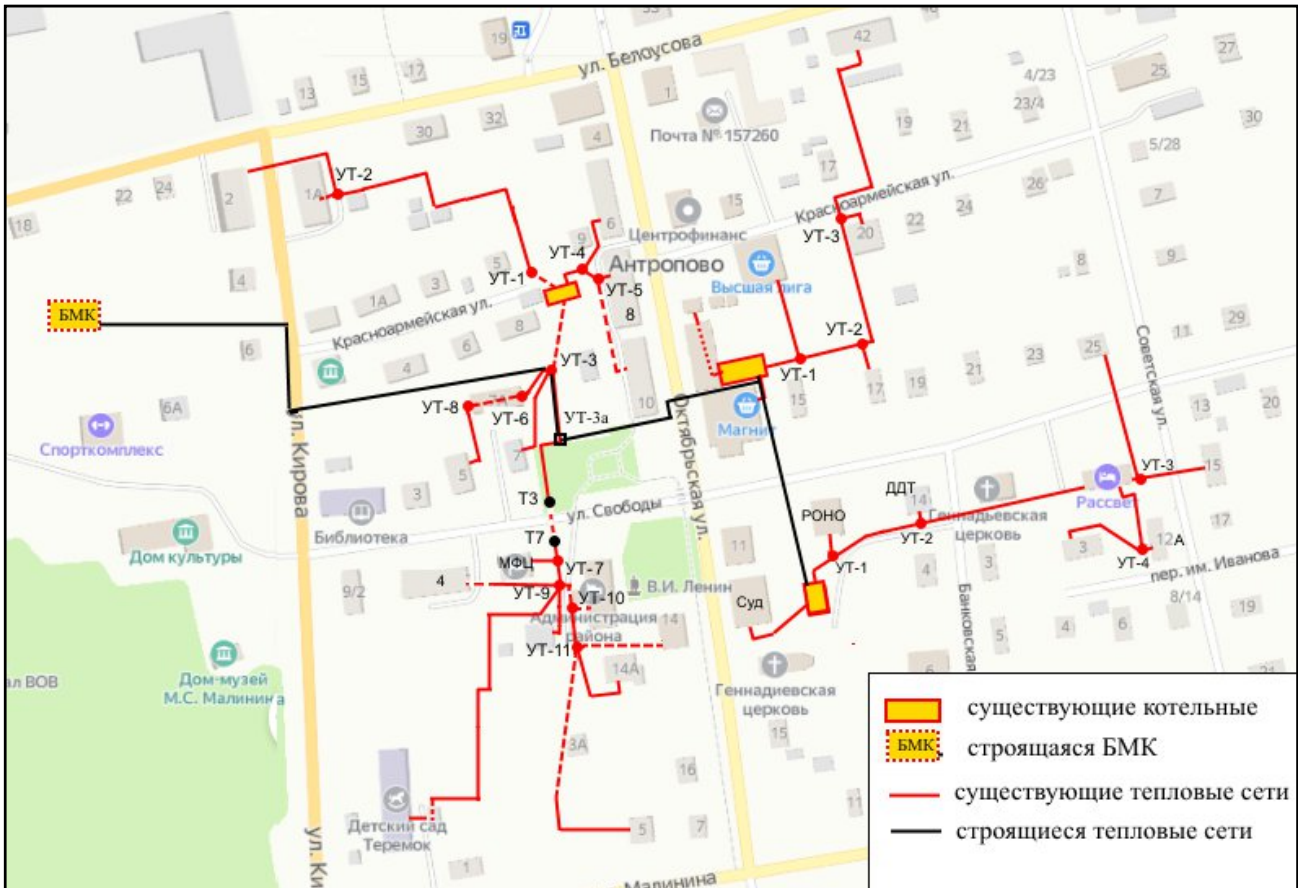 33
19
ул. Белоусова
42
46
27
17
15
13
1
4/23
25
23/4
32
30
4
Почта № 157260
19
21
30
5/28
17
УТ-2
22
24
2
1А
18
Красноармейская ул.
26
7
15
24
22
УТ-3
20
9
6
Центрофинанс
УТ-4
Антропово
УТ-1
5
УТ-5
Высшая лига
8
9
4
3
1А
8
БМК
Красноармейская ул.
8
6
4
6
УТ-3
УТ-2
УТ-1
Советская ул.
11
29
25
23
21
19
17
15
УТ-8
УТ-6
УТ-3а
10
Магнит
Октябрьская ул.
13
20
6А
Спорткомплекс
ул. Кирова
7
5
3
УТ-3
15
Рассвет
ДДТ
14
Геннадьевская
церковь
Т3
ул. Свободы
РОНО
УТ-2
17
Библиотека
Дом культуры
Т7
11
12А
3
УТ-4
УТ-1
пер. им. Иванова
МФЦ
УТ-7
4
УТ-9
УТ-10
В.И. Ленин
4
3
8/14
9/2
Суд
Администрация
района
14
19
Банковская
5
4
6
УТ-11
14А
21
ал ВОВ
Дом-музей
М.С. Малинина
Геннадиевская
церковь
6
15
3А
16
11
Детский сад
Теремок
5
7
ул. Ки
1
Малинина
существующие котельные
БМК
строящаяся БМК
существующие тепловые сети
строящиеся тепловые сети